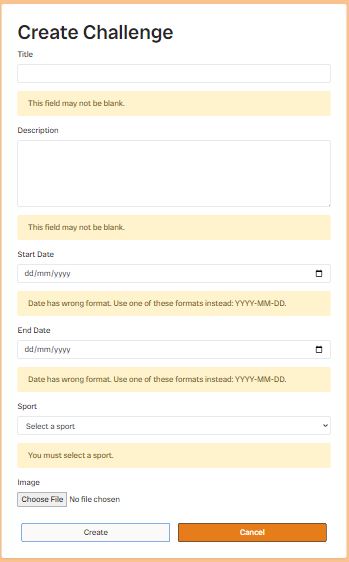 Create Challenge
Title
This field may not be blank.
Description
This field may not be blank.
Start Date
dd/mm/yyyy
Date has wrong format. Use one of these formats instead: YYYY-MM-DD.
End Date
dd/mm/yyyy
Date has wrong format. Use one of these formats instead: YYYY-MM-DD.
Sport
Select a sport
You must select a sport.
Image
Choose File No file chosen
Create Cancel